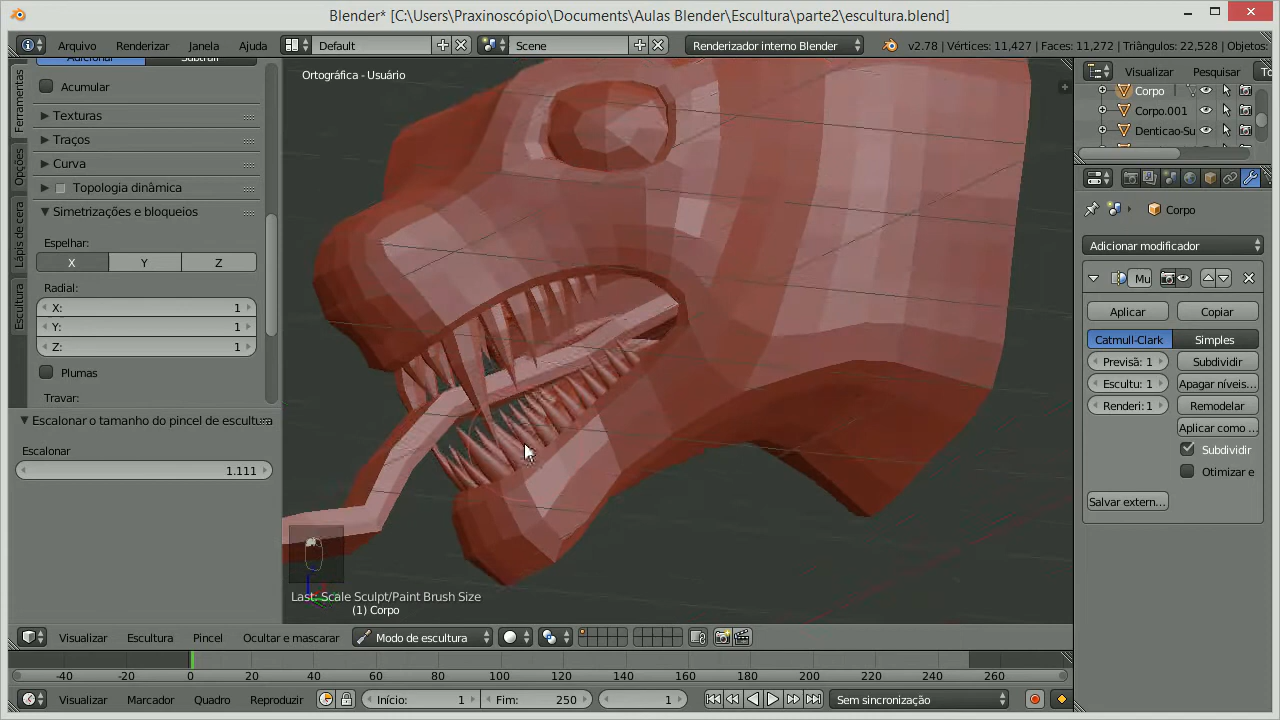 Blender* [C:\Users\Praxinoscópio\Documents\Aulas Blender\Escultura\parte2\escultura.blend]
Arquivo Renderizar Janela Ajuda Default Scene Renderizador interno Blender v2.78 | Vértices: 11,427 | Faces: 11,272 | Triângulos: 22,528 | Objetos:
Adicionar Subtrair
Acumular
Texturas
Traços
Curva
Topologia dinâmica
Simetrizações e bloqueios
Espelhar:
X Y Z
Radial:
X: 1
Y: 1
Z: 1
Plumas
Travar:
Escalonar o tamanho do pincel de escultura
Escalonar
1.111
Ferramentas
Opções
Lápis de cera
Escultura
Ortográfica - Usuário
Last: Scale Sculpt/Paint Brush Size
(1) Corpo
Visualizar Pesquisar To
Corpo
Corpo.001
Denticao-Su
Corpo
Adicionar modificador
Mu
Aplicar Copiar
Catmull-Clark Simples
Previsã: 1 Subdividir
Escultu: 1 Apagar níveis...
Renderi: 1 Remodelar
Aplicar como ...
Subdividir
Otimizar e
Salvar extern...
Visualizar Escultura Pincel Ocultar e mascarar Modo de escultura
-40 -20 0 20 40 60 80 100 120 140 160 180 200 220 240 260
Visualizar Marcador Quadro Reproduzir Início: 1 Fim: 250 1 Sem sincronização